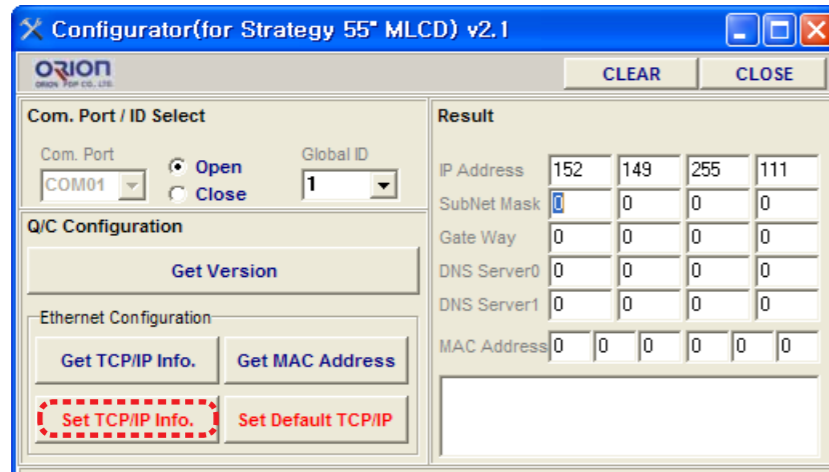 Configurator(for Strategy 55" MLCD) v2.1
ORION
ORION PDP CO., LTD.
CLEAR
CLOSE
Com. Port / ID Select
Com. Port
Global ID
COM01
Open
Close
1
Q/C Configuration
Get Version
Ethernet Configuration
Get TCP/IP Info.
Get MAC Address
Set TCP/IP Info.
Set Default TCP/IP
Result
IP Address 152 149 255 111
SubNet Mask 0 0 0 0
Gate Way 0 0 0 0
DNS Server0 0 0 0 0
DNS Server1 0 0 0 0
MAC Address 0 0 0 0 0 0